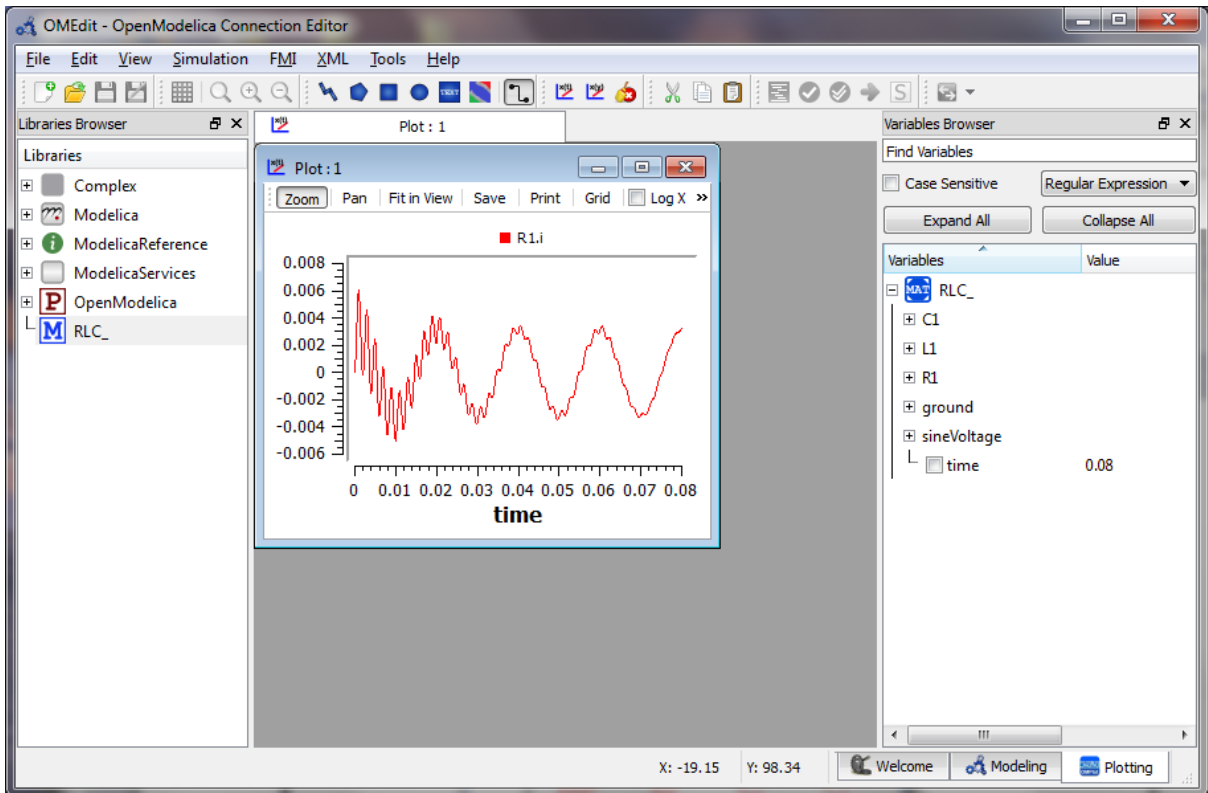 OMEdit - OpenModelica Connection Editor
File Edit View Simulation FMI XML Tools Help
TEXT x(t) x(y) S
Libraries Browser
Libraries
Complex
Modelica
ModelicaReference
ModelicaServices
P OpenModelica
M RLC_
x(t) Plot : 1
x(t) Plot : 1
Zoom Pan Fit in View Save Print Grid Log X »
R1.i
0.008
0.006
0.004
0.002
0
-0.002
-0.004
-0.006
0 0.01 0.02 0.03 0.04 0.05 0.06 0.07 0.08
time
Variables Browser
Find Variables
Case Sensitive Regular Expression
Expand All Collapse All
Variables Value
MAT RLC_
C1
L1
R1
ground
sineVoltage
time 0.08
X: -19.15 Y: 98.34 Welcome Modeling Plotting